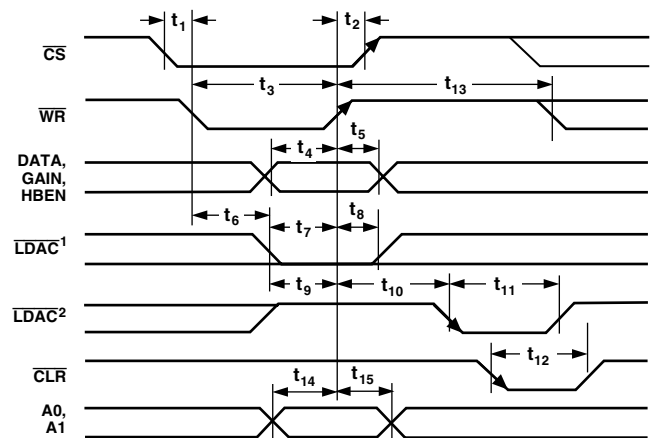 t1 t2
CS
t3 t13
WR
t4 t5
DATA,
GAIN,
HBEN
t6 t7 t8
LDAC1
t9 t10 t11
LDAC2
t12
CLR
t14 t15
A0,
A1